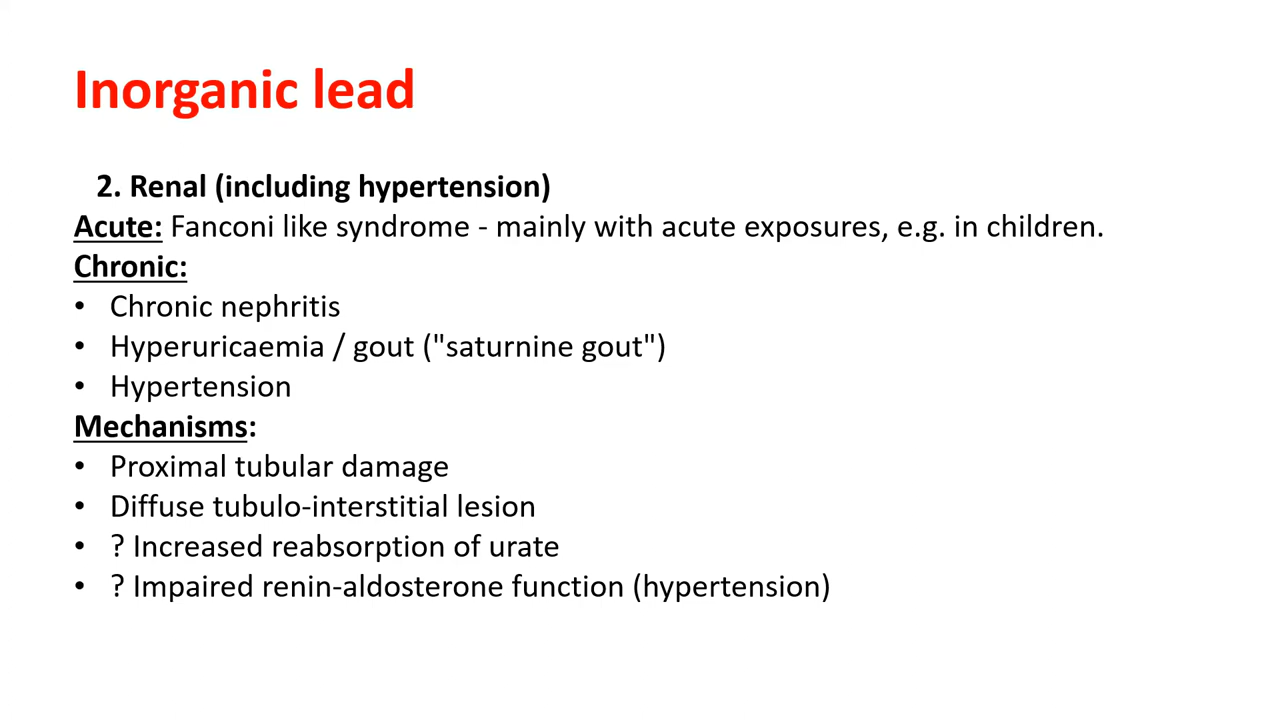 Inorganic lead
2. Renal (including hypertension)
Acute: Fanconi like syndrome - mainly with acute exposures, e.g. in children.
Chronic:
• Chronic nephritis
• Hyperuricaemia / gout ("saturnine gout")
• Hypertension
Mechanisms:
• Proximal tubular damage
• Diffuse tubulo-interstitial lesion
• ? Increased reabsorption of urate
• ? Impaired renin-aldosterone function (hypertension)